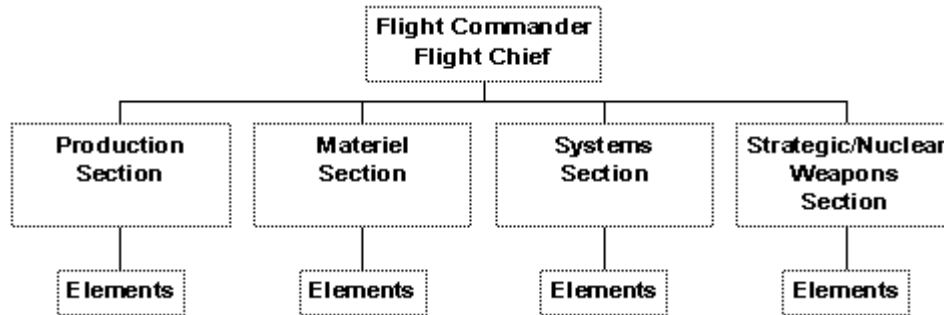 Flight Commander
Flight Chief
Production
Section
Materiel
Section
Systems
Section
Strategic/Nuclear
Weapons
Section
Elements
Elements
Elements
Elements